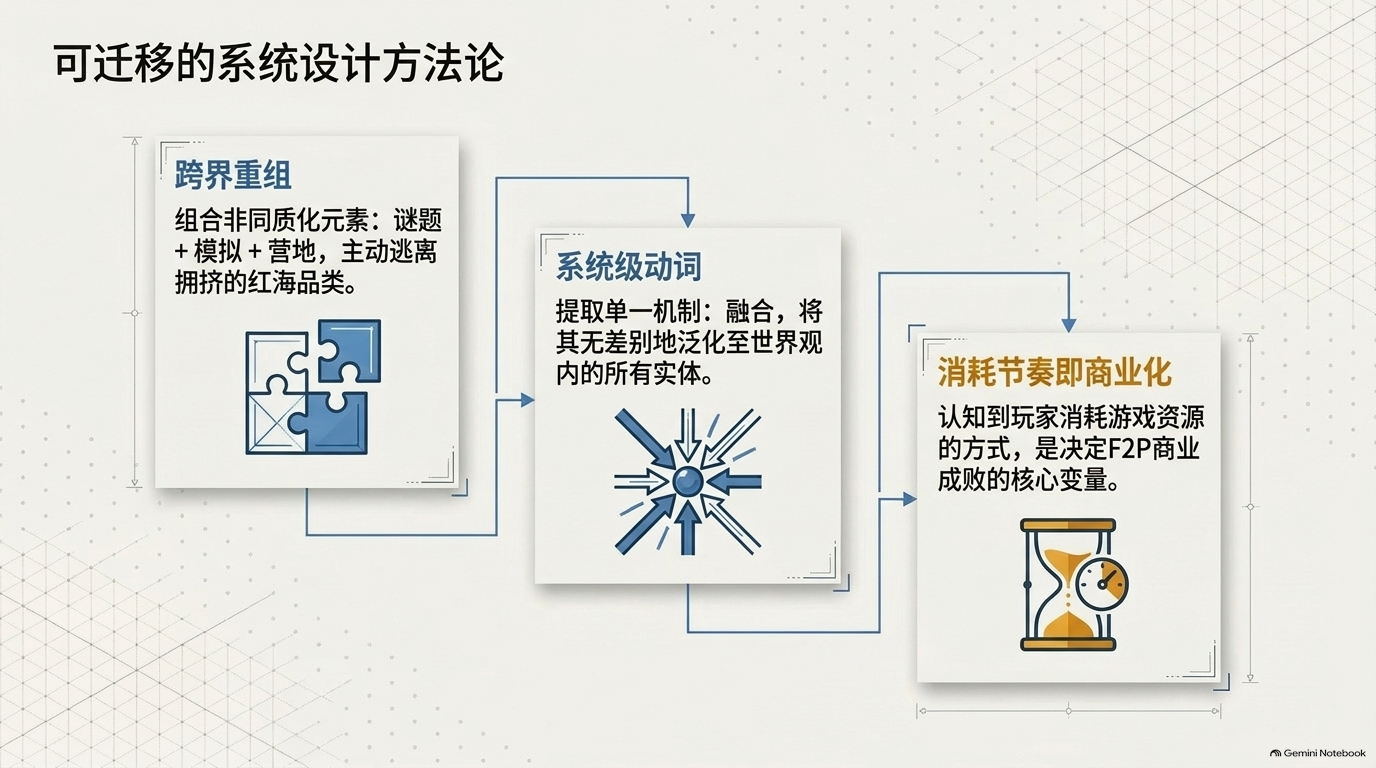 可迁移的系统设计方法论
跨界重组
组合非同质化元素：谜题
+ 模拟 + 营地，主动逃离
拥挤的红海品类。
系统级动词
提取单一机制：融合，将
其无差别地泛化至世界观
内的所有实体。
消耗节奏即商业化
认知到玩家消耗游戏资源
的方式，是决定F2P商业
成败的核心变量。
Gemini Notebook